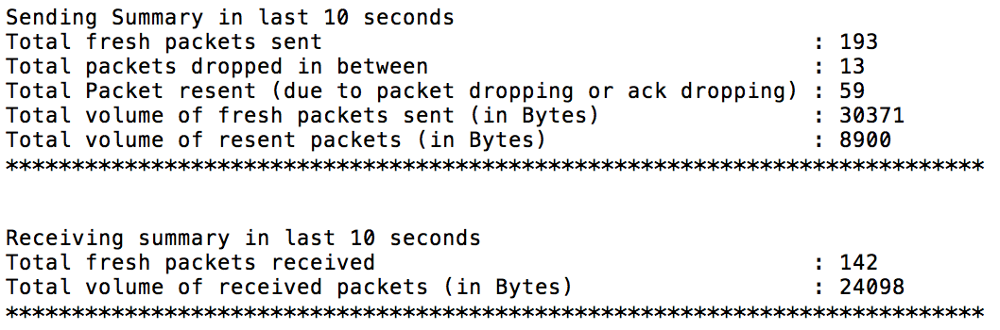 Sending Summary in last 10 seconds
Total fresh packets sent : 193
Total packets dropped in between : 13
Total Packet resent (due to packet dropping or ack dropping) : 59
Total volume of fresh packets sent (in Bytes) : 30371
Total volume of resent packets (in Bytes) : 8900
**************************************************************************
Receiving summary in last 10 seconds
Total fresh packets received : 142
Total volume of received packets (in Bytes) : 24098
**************************************************************************